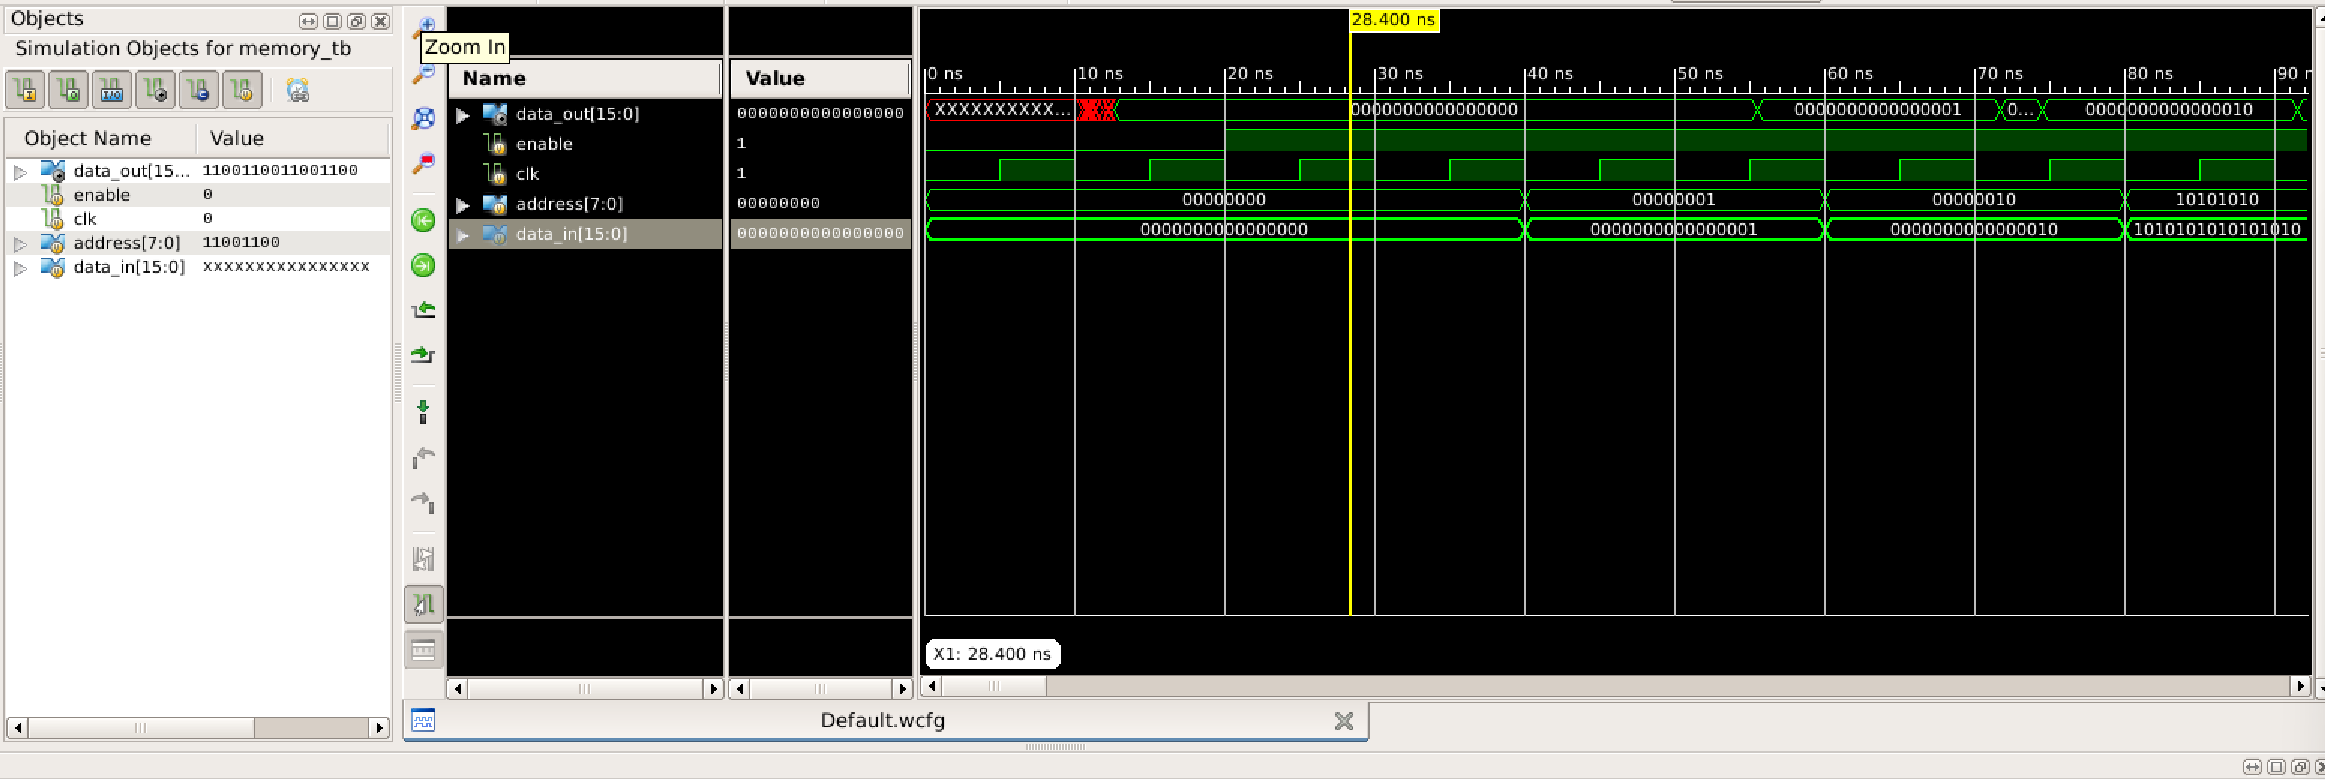 Objects
Simulation Objects for memory_tb
Object Name Value
data_out[15... 1100110011001100
enable 0
clk 0
address[7:0] 11001100
data_in[15:0] XXXXXXXXXXXXXXXX
Zoom In
Name Value
data_out[15:0] 0000000000000000
enable 1
clk 1
address[7:0] 00000000
data_in[15:0] 0000000000000000
28.400 ns
0 ns 10 ns 20 ns 30 ns 40 ns 50 ns 60 ns 70 ns 80 ns 90 n
XXXXXXXXXX... 0000000000000000 0000000000000001 0... 0000000000000010
00000000 00000001 00000010 10101010
0000000000000000 0000000000000001 0000000000000010 1010101010101010
X1: 28.400 ns
Default.wcfg